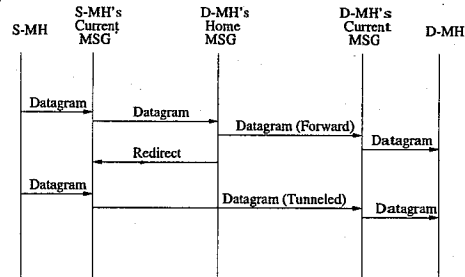 S-MH
S-MH's
Current
MSG
D-MH's
Home
MSG
D-MH's
Current
MSG
D-MH
Datagram
Datagram
Datagram (Forward)
Datagram
Redirect
Datagram
Datagram (Tunneled)
Datagram